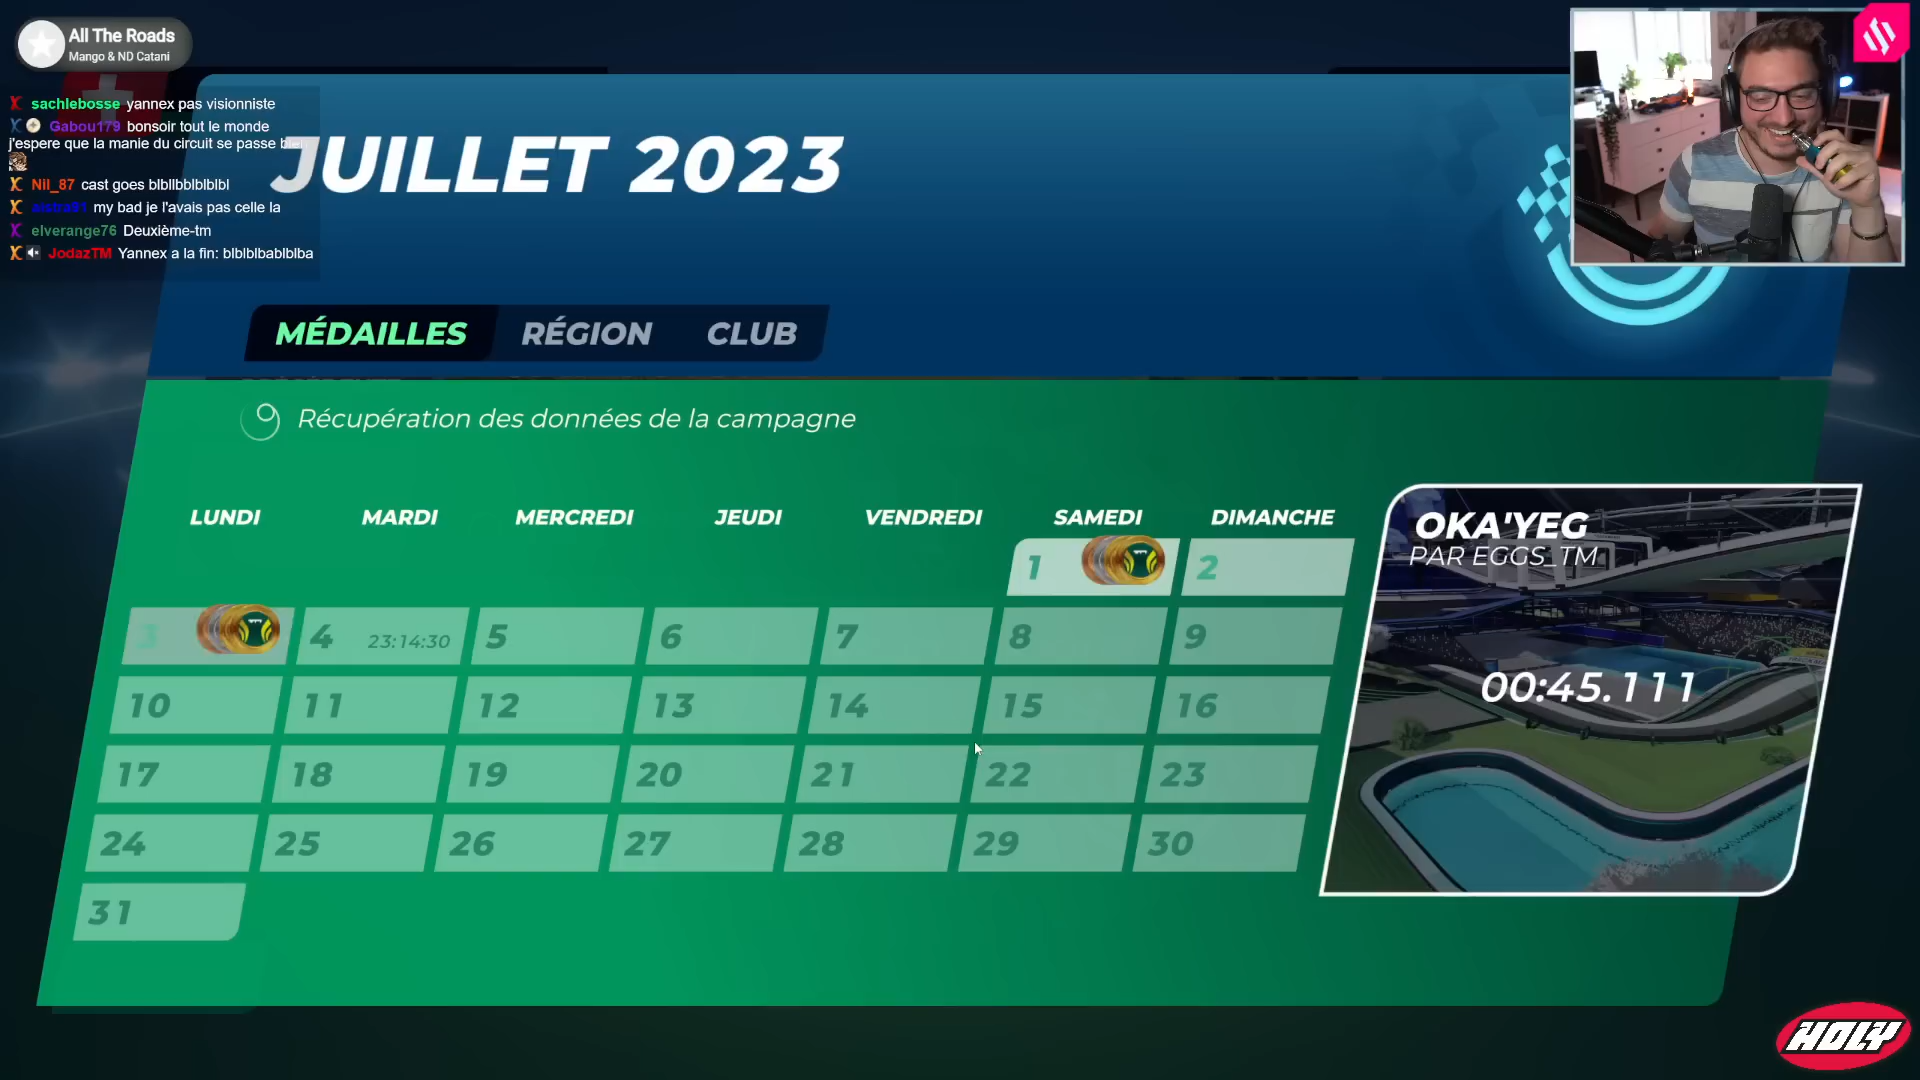 All The Roads
Mango & ND Catani
sachlebosse yannex pas visionniste
Gabou179 bonsoir tout le monde
j'espere que la manie du circuit se passe
Nil_87 cast goes blbllbblblblbl
my bad je l'avais pas celle la
elverange76 Deuxième-tm
JodazTM Yannex a la fin: blblblbablblba
JUILLET 2023
MÉDAILLES RÉGION CLUB
Récupération des données de la campagne
LUNDI MARDI MERCREDI JEUDI VENDREDI SAMEDI DIMANCHE
1 2
3 4 23:14:30 5 6 7 8 9
10 11 12 13 14 15 16
17 18 19 20 21 22 23
24 25 26 27 28 29 30
31
OKA'YEG
PAR EGGS_TM
00:45.111
HOLY